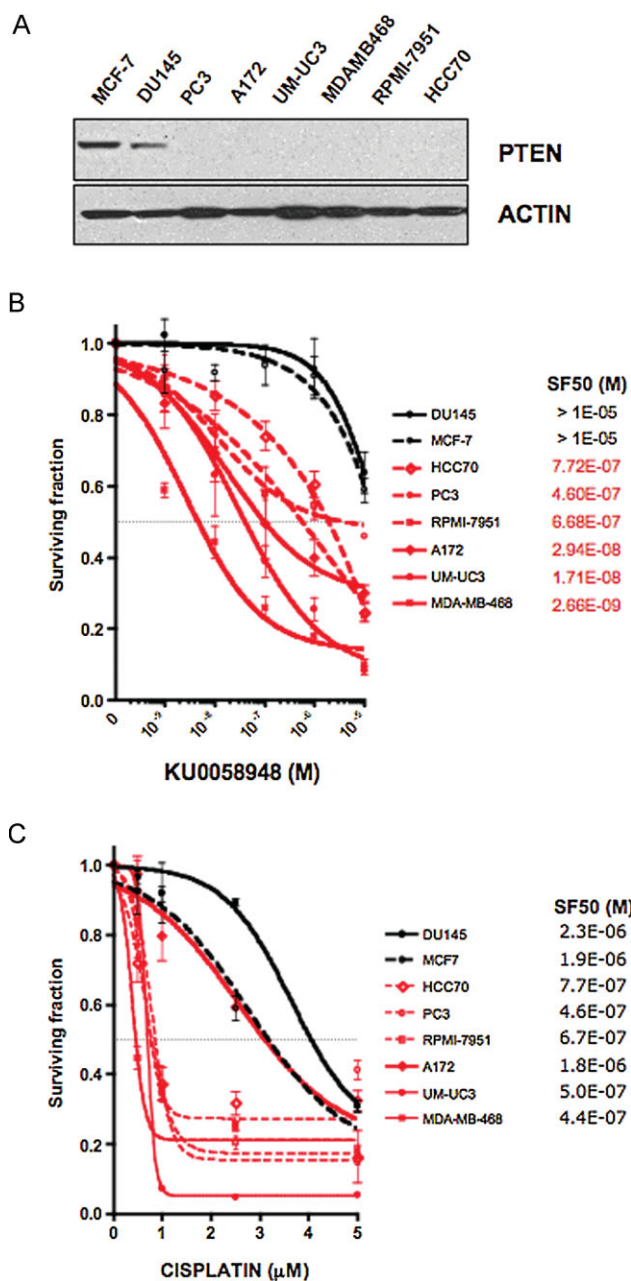 A
MCF-7
DU145
PC3
A172
UM-UC3
MDAMB468
RPMI-7951
HCC70
PTEN
ACTIN
B
Surviving fraction
1.0
0.8
0.6
0.4
0.2
0.0
0
10⁻⁹
10⁻⁸
10⁻⁷
10⁻⁶
10⁻⁵
KU0058948 (M)
SF50 (M)
DU145 > 1E-05
MCF-7 > 1E-05
HCC70 7.72E-07
PC3 4.60E-07
RPMI-7951 6.68E-07
A172 2.94E-08
UM-UC3 1.71E-08
MDA-MB-468 2.66E-09
C
Surviving fraction
1.0
0.8
0.6
0.4
0.2
0.0
0 1 2 3 4 5
CISPLATIN (µM)
SF50 (M)
DU145 2.3E-06
MCF7 1.9E-06
HCC70 7.7E-07
PC3 4.6E-07
RPMI-7951 6.7E-07
A172 1.8E-06
UM-UC3 5.0E-07
MDA-MB-468 4.4E-07